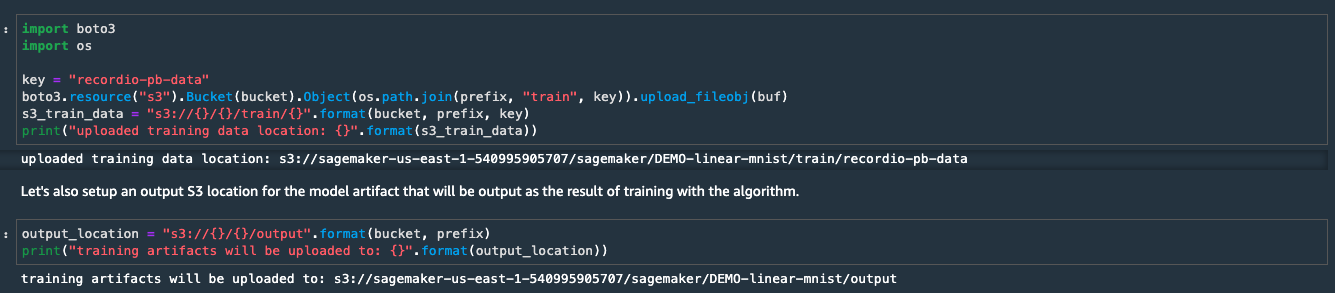 :
import boto3
import os
key = "recordio-pb-data"
boto3.resource("s3").Bucket(bucket).Object(os.path.join(prefix, "train", key)).upload_fileobj(buf)
s3_train_data = "s3://{}/{}/train/{}".format(bucket, prefix, key)
print("uploaded training data location: {}".format(s3_train_data))
uploaded training data location: s3://sagemaker-us-east-1-540995905707/sagemaker/DEMO-linear-mnist/train/recordio-pb-data
Let's also setup an output S3 location for the model artifact that will be output as the result of training with the algorithm.
:
output_location = "s3://{}/{}/output".format(bucket, prefix)
print("training artifacts will be uploaded to: {}".format(output_location))
training artifacts will be uploaded to: s3://sagemaker-us-east-1-540995905707/sagemaker/DEMO-linear-mnist/output